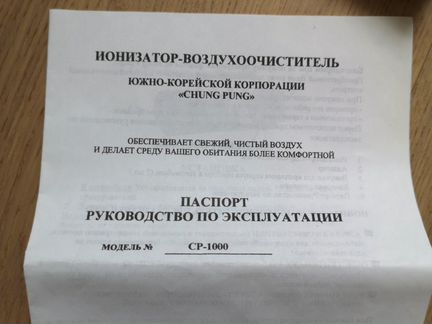 ИОНИЗАТОР-ВОЗДУХООЧИСТИТЕЛЬ
ЮЖНО-КОРЕЙСКОЙ КОРПОРАЦИИ
«CHUNG PUNG»
ОБЕСПЕЧИВАЕТ СВЕЖИЙ, ЧИСТЫЙ ВОЗДУХ
И ДЕЛАЕТ СРЕДУ ВАШЕГО ОБИТАНИЯ БОЛЕЕ КОМФОРТНОЙ
ПАСПОРТ
РУКОВОДСТВО ПО ЭКСПЛУАТАЦИИ
МОДЕЛЬ № CP-1000